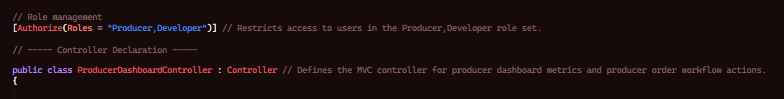 // Role management
[Authorize(Roles = "Producer,Developer")] // Restricts access to users in the Producer,Developer role set.
// ----- Controller Declaration -----
public class ProducerDashboardController : Controller // Defines the MVC controller for producer dashboard metrics and producer order workflow actions.
{